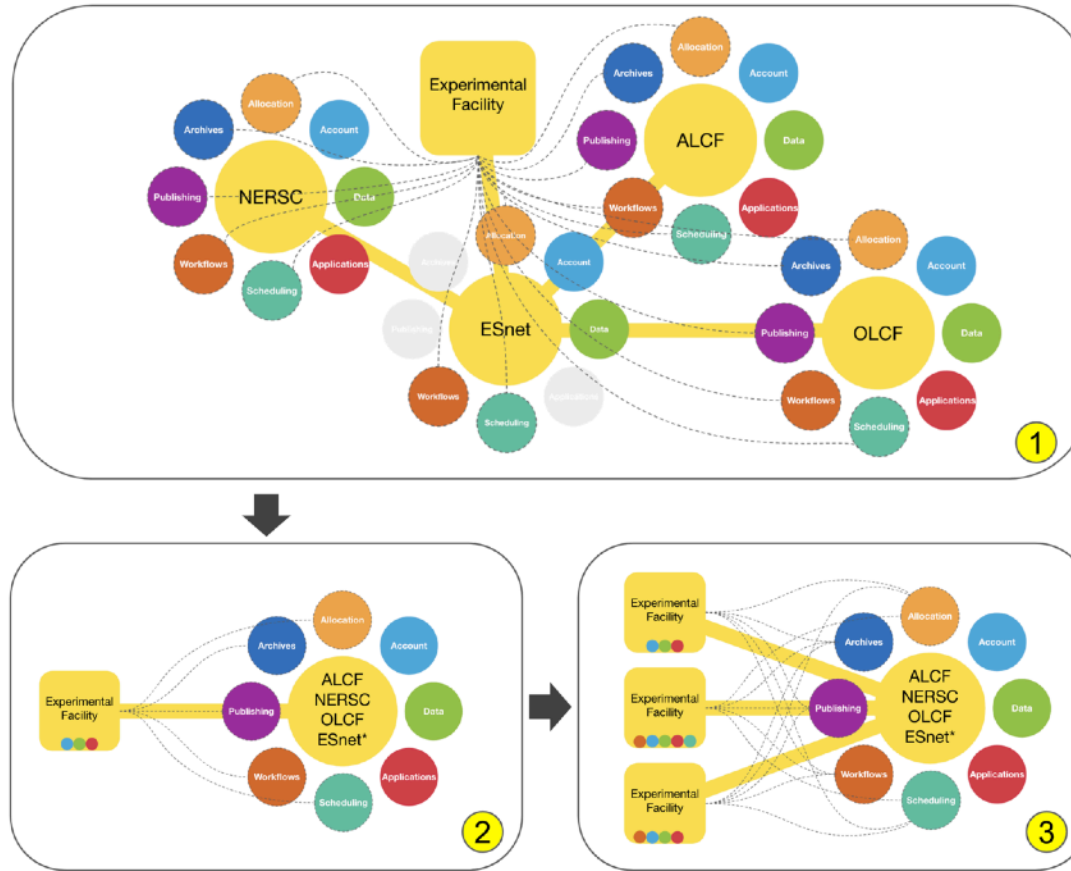 Experimental
Facility
Allocation
Archives
Account
Publishing
NERSC
Data
Workflows
Applications
Scheduling
Allocation
Archives
Account
Publishing
ALCF
Data
Workflows
Applications
Scheduling
Allocation
Archives
Account
Publishing
ESnet
Data
Workflows
Applications
Scheduling
Allocation
Archives
Account
Publishing
OLCF
Data
Workflows
Applications
Scheduling
1
Experimental
Facility
Allocation
Archives
Account
Publishing
ALCF
NERSC
OLCF
ESnet*
Data
Workflows
Applications
Scheduling
2
Experimental
Facility
Experimental
Facility
Experimental
Facility
Allocation
Archives
Account
Publishing
ALCF
NERSC
OLCF
ESnet*
Data
Workflows
Applications
Scheduling
3